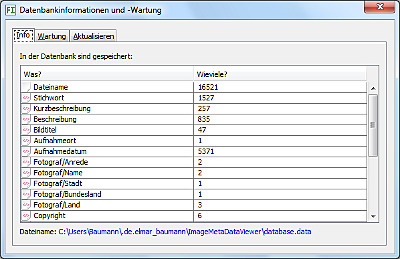 FI Datenbankinformationen und -Wartung
Info Wartung Aktualisieren
In der Datenbank sind gespeichert:
Was? Wieviele?
Dateiname 16521
Stichwort 1527
Kurzbeschreibung 257
Beschreibung 835
Bildtitel 47
Aufnahmeort 1
Aufnahmedatum 5371
Fotograf/Anrede 2
Fotograf/Name 2
Fotograf/Stadt 1
Fotograf/Bundesland 1
Fotograf/Land 3
Copyright 6
Dateiname: C:\Users\Baumann\.de.elmar_baumann\ImageMetaDataViewer\database.data